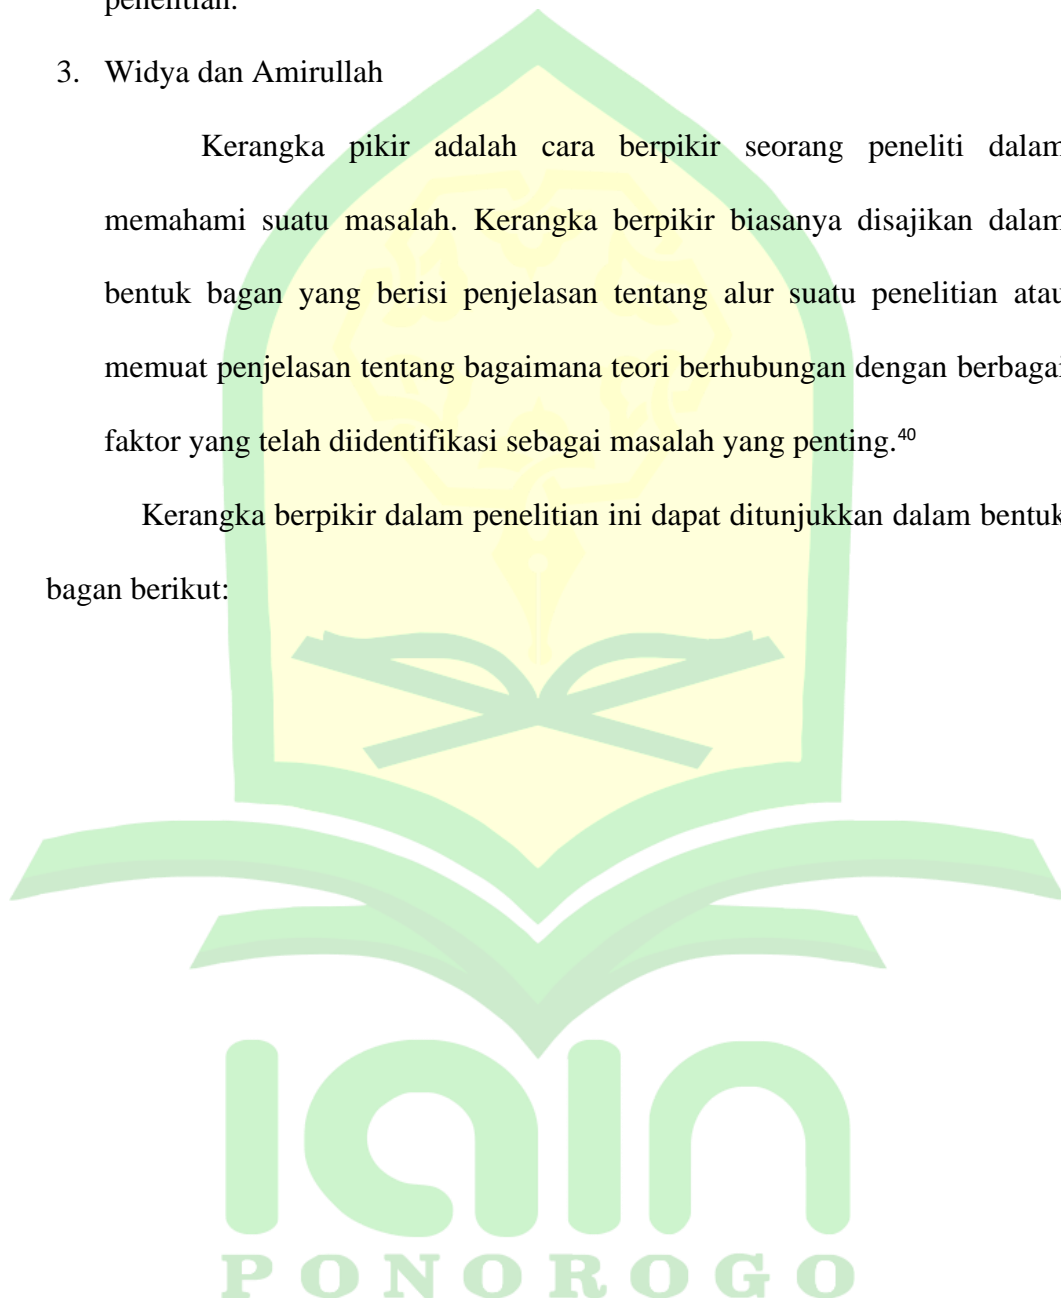 penelitian.
3. Widya dan Amirullah
Kerangka pikir adalah cara berpikir seorang peneliti dalam
memahami suatu masalah. Kerangka berpikir biasanya disajikan dalam
bentuk bagan yang berisi penjelasan tentang alur suatu penelitian atau
memuat penjelasan tentang bagaimana teori berhubungan dengan berbagai
faktor yang telah diidentifikasi sebagai masalah yang penting.⁴⁰
Kerangka berpikir dalam penelitian ini dapat ditunjukkan dalam bentuk
bagan berikut:
iain
PONOROGO